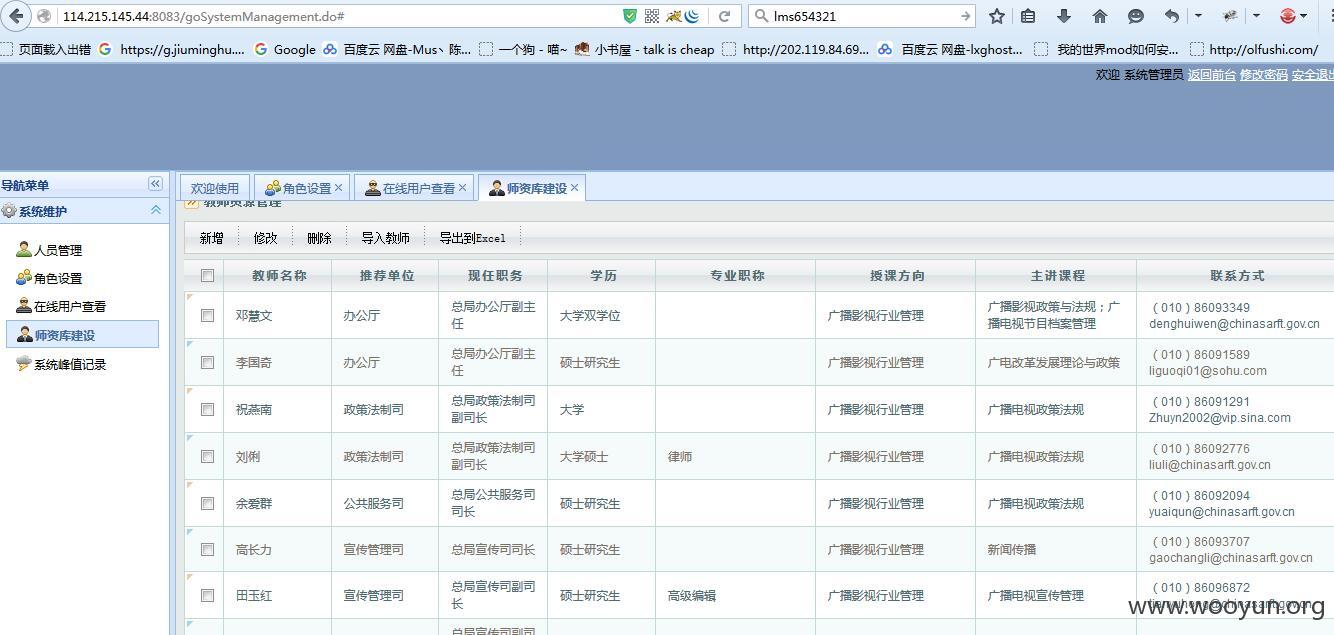 114.215.145.44:8083/goSystemManagement.do#
lms654321
页面载入出错 https://g.jiuminghu.... Google 百度云 网盘-Mus丶 陈... 一个狗 - 喵~ 小书屋 - talk is cheap http://202.119.84.69... 百度云 网盘-lxghost... 我的世界mod如何安... http://olfushi.com/
欢迎 系统管理员 返回前台 修改密码 安全退出
导航菜单
系统维护
人员管理
角色设置
在线用户查看
师资库建设
系统峰值记录
欢迎使用 角色设置 在线用户查看 师资库建设
教师资源管理
新增 修改 删除 导入教师 导出到Excel
教师名称 推荐单位 现任职务 学历 专业职称 授课方向 主讲课程 联系方式
邓慧文 办公厅 总局办公厅副主任 大学双学位 广播影视行业管理 广播影视政策与法规；广播电视节目档案管理 （010）86093349 denghuiwen@chinasarft.gov.cn
李国奇 办公厅 总局办公厅副主任 硕士研究生 广播影视行业管理 广电改革发展理论与政策 （010）86091589 liguoqi01@sohu.com
祝燕南 政策法制司 总局政策法制司副司长 大学 广播影视行业管理 广播电视政策法规 （010）86091291 Zhuyn2002@vip.sina.com
刘俐 政策法制司 总局政策法制司副司长 大学硕士 律师 广播影视行业管理 广播电视政策法规 （010）86092776 liuli@chinasarft.gov.cn
余爱群 公共服务司 总局公共服务司司长 硕士研究生 广播影视行业管理 广播电视政策法规 （010）86092094 yuaiqun@chinasarft.gov.cn
高长力 宣传管理司 总局宣传司司长 硕士研究生 广播影视行业管理 新闻传播 （010）86093707 gaochangli@chinasarft.gov.cn
田玉红 宣传管理司 总局宣传司副司长 硕士研究生 高级编辑 广播影视行业管理 广播电视宣传管理 （010）86096872
总局宣传司副司
www.wooyun.org